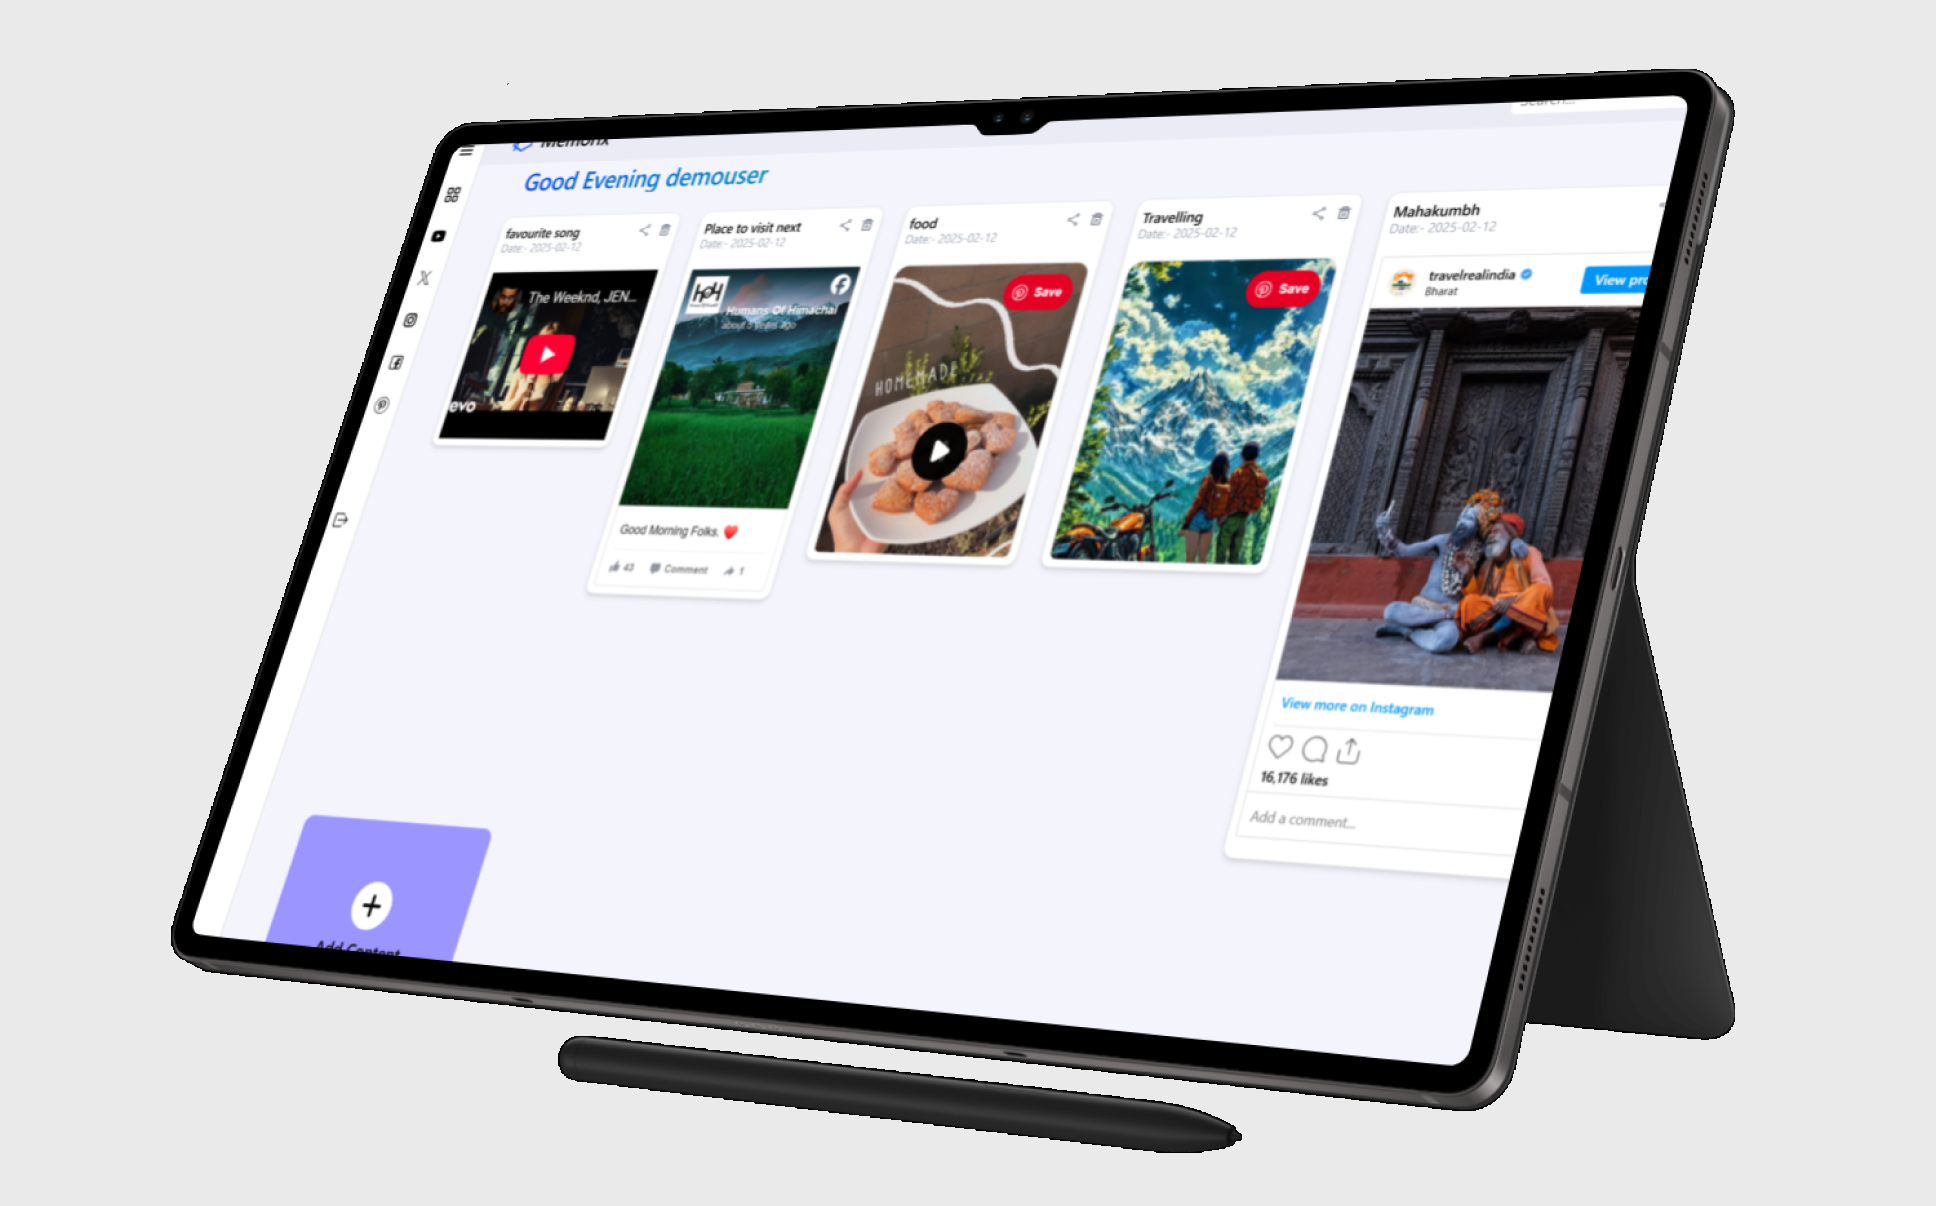 Memorix
Search...
Good Evening demouser
favourite song
Date:- 2025-02-12
The Weeknd, JEN...
evo
Place to visit next
Date:- 2025-02-12
Humans Of Himachal
about 5 years ago
Good Morning Folks. ❤️
43 Comment 1
food
Date:- 2025-02-12
Save
HOMEMADE
Travelling
Date:- 2025-02-12
Save
Mahakumbh
Date:- 2025-02-12
travelrealindia
Bharat
View pro
View more on Instagram
16,176 likes
Add a comment...
Add Content